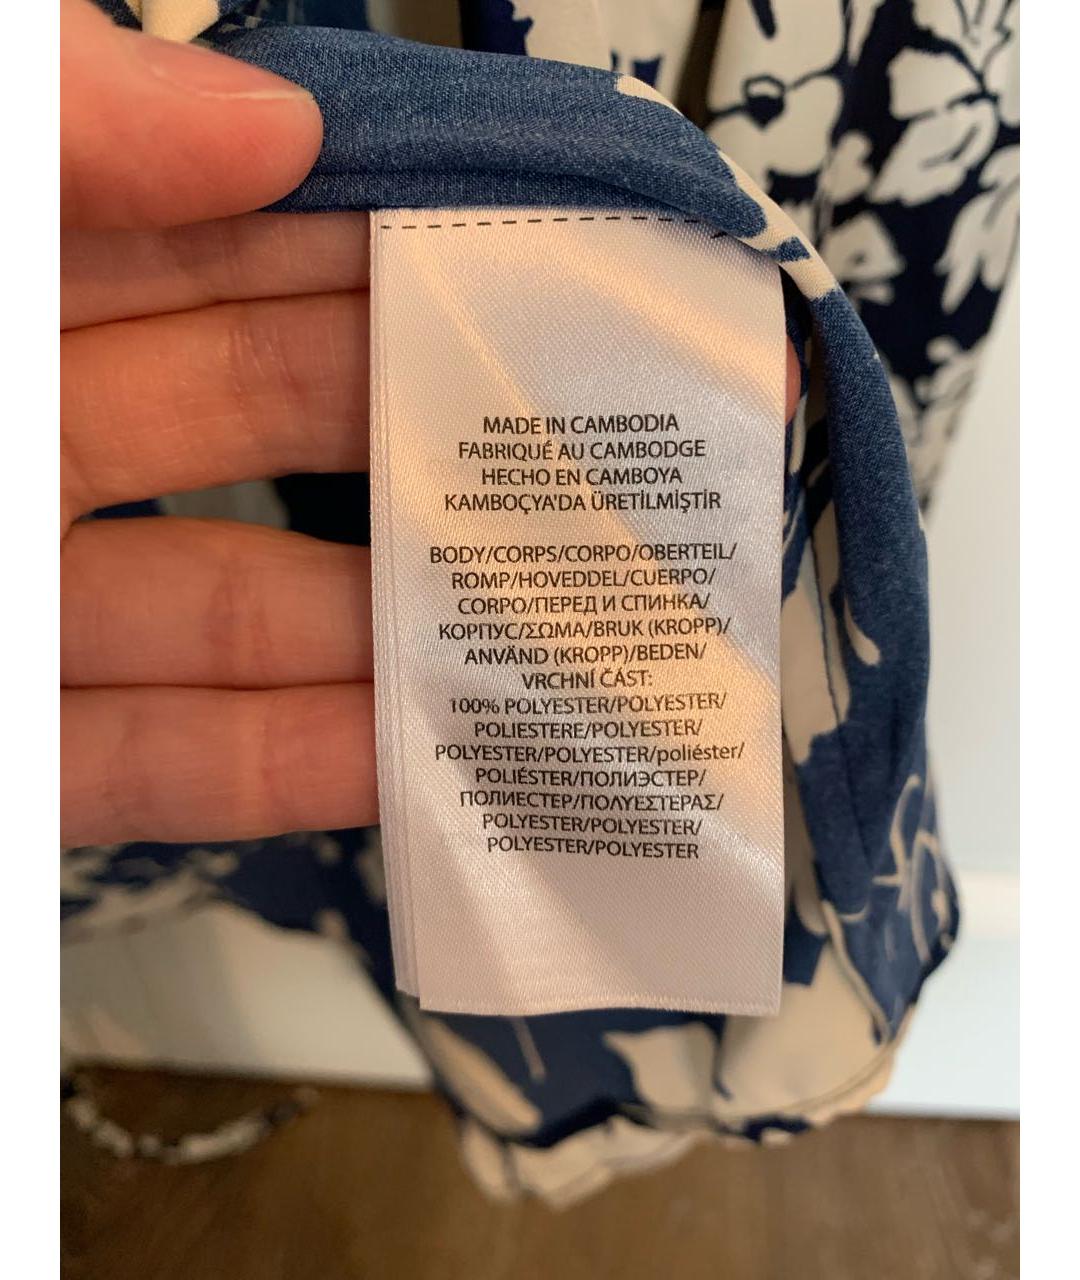 MADE IN CAMBODIA
FABRIQUÉ AU CAMBODGE
HECHO EN CAMBOYA
KAMBOÇYA'DA ÜRETİLMİŞTİR
BODY/CORPS/CORPO/OBERTEIL/
ROMP/HOVEDDEL/CUERPO/
CORPO/ПЕРЕД И СПИНКА/
КОРПУС/ΣΩΜΑ/BRUK (KROPP)/
ANVÄND (KROPP)/BEDEN/
VRCHNÍ ČÁST:
100% POLYESTER/POLYESTER/
POLIESTERE/POLYESTER/
POLYESTER/POLYESTER/poliéster/
POLIÉSTER/ПОЛИЭСТЕР/
ПОЛИЕСТЕР/ΠΟΛΥΕΣΤΕΡΑΣ/
POLYESTER/POLYESTER/
POLYESTER/POLYESTER